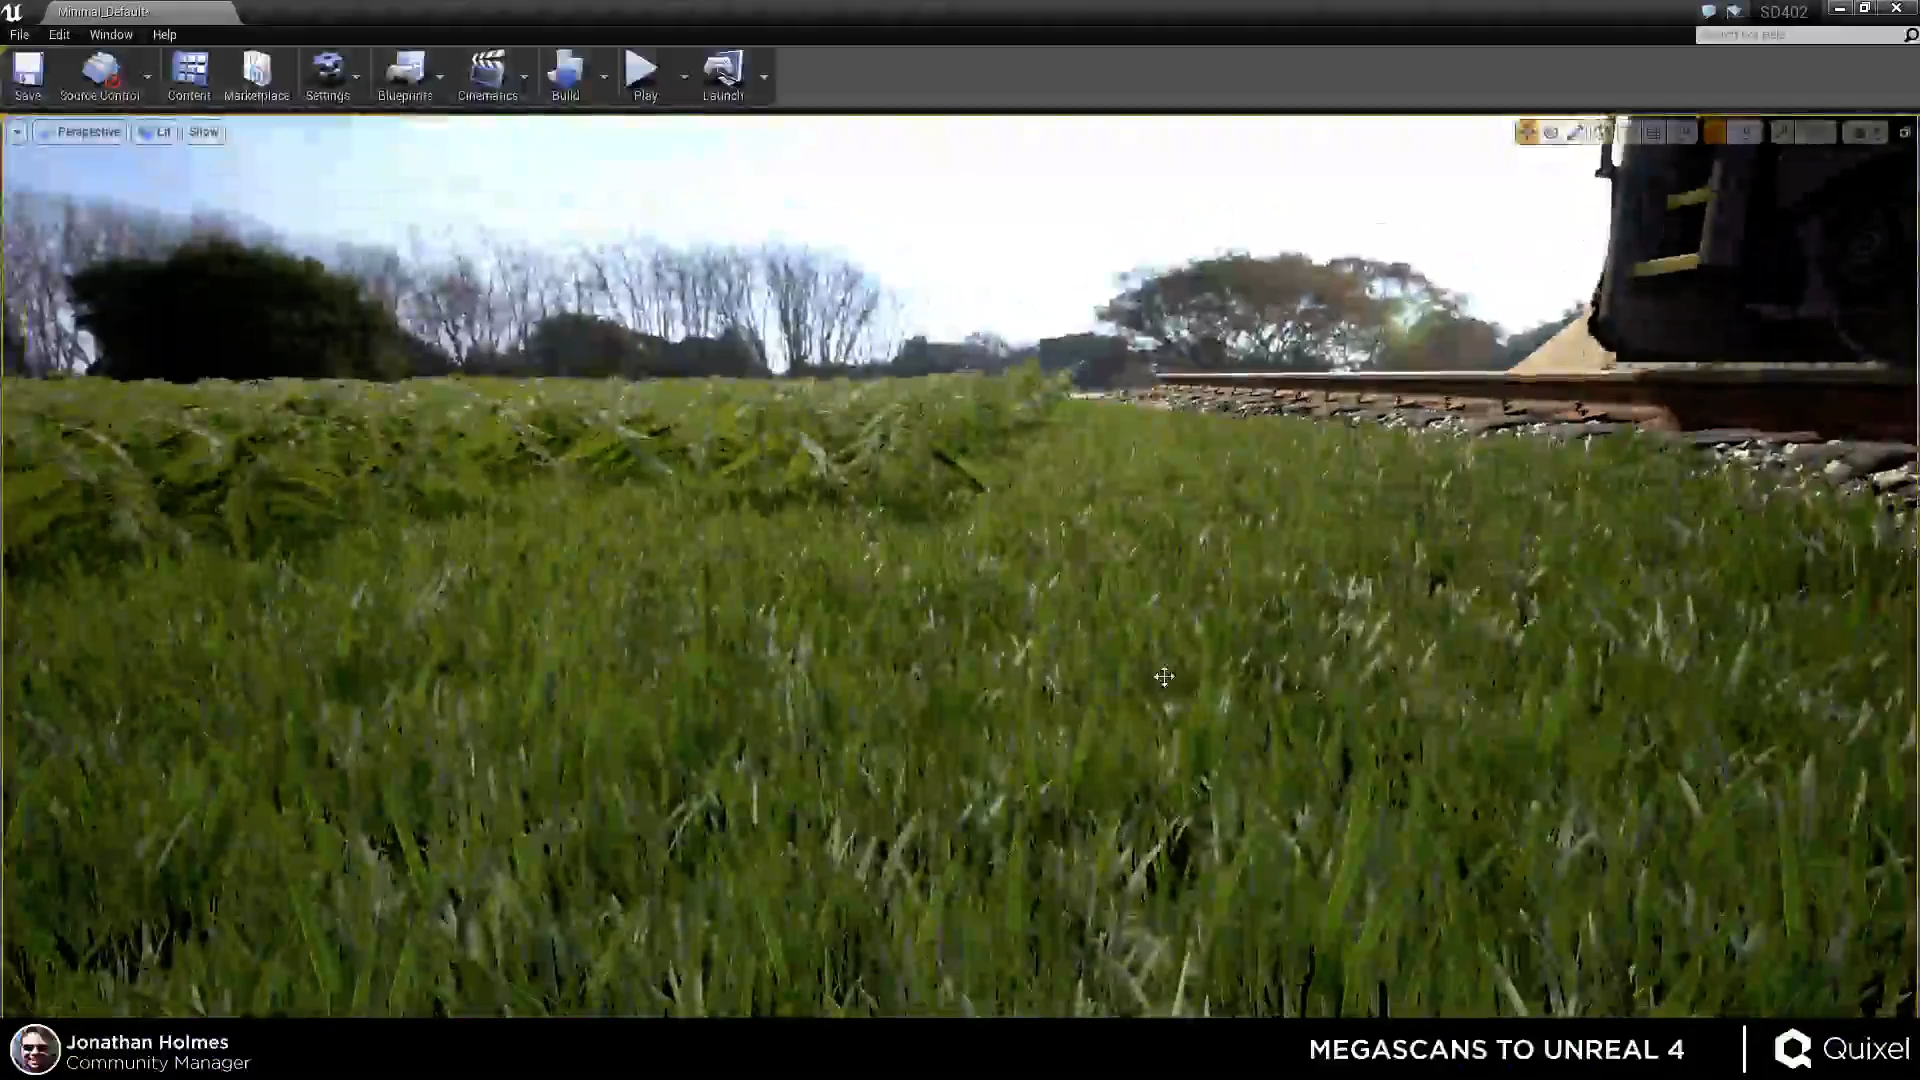 Minimal_Default•
SD402
File Edit Window Help
Save Source Control Content Marketplace Settings Blueprints Cinematics Build Play Launch
Perspective Lit Show
Jonathan Holmes
Community Manager
MEGASCANS TO UNREAL 4
Quixel